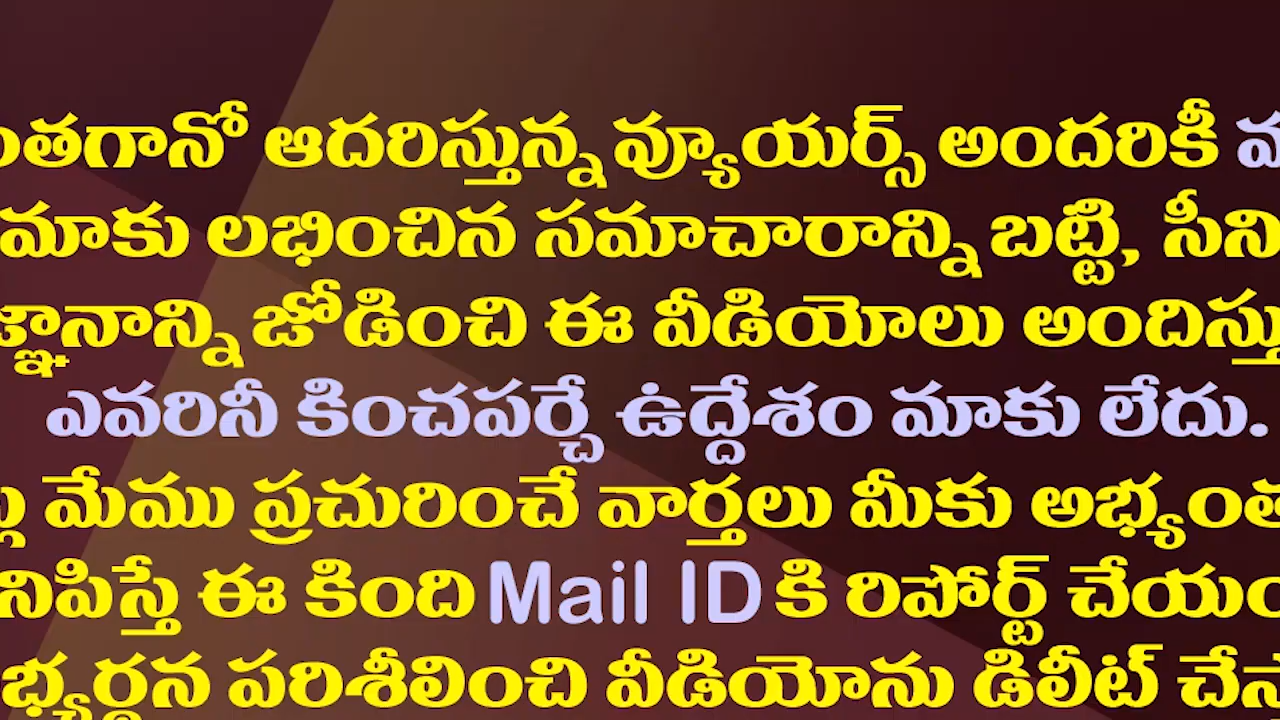 ంతగానో ఆదరిస్తున్న వ్యూయర్స్ అందరికీ
మాకు లభించిన సమాచారాన్ని బట్టి, సీని
జ్ఞానాన్ని జోడించి ఈ వీడియోలు అందిస్తు
ఎవరినీ కించపర్చే ఉద్దేశం మాకు లేదు.
మేము ప్రచురించే వార్తలు మీకు అభ్యంత
నిపిస్తే ఈ కింది Mail ID కి రిపోర్ట్ చేయం
భ్యర్థన పరిశీలించి వీడియోను డిలీట్ చేస